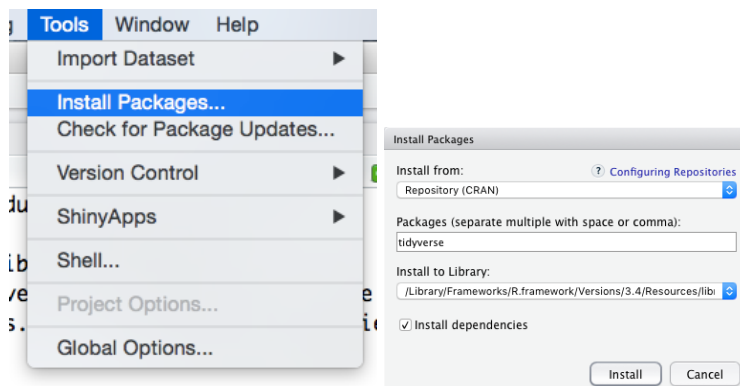 Tools Window Help
Import Dataset
Install Packages...
Check for Package Updates...
Version Control
ShinyApps
Shell...
Project Options...
Global Options...
Install Packages
Install from: ? Configuring Repositories
Repository (CRAN)
Packages (separate multiple with space or comma):
tidyverse
Install to Library:
/Library/Frameworks/R.framework/Versions/3.4/Resources/libr
Install dependencies
Install Cancel